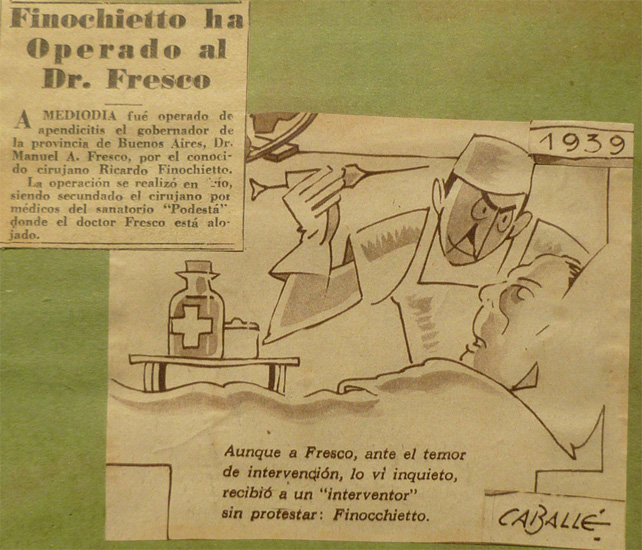 Finochietto ha
Operado al
Dr. Fresco
A MEDIODIA fué operado de
apendicitis el gobernador de
la provincia de Buenos Aires, Dr.
Manuel A. Fresco, por el conoci-
do cirujano Ricardo Finochietto.
La operación se realizó en
siendo secundado el cirujano por
médicos del sanatorio "Podestá"
donde el doctor Fresco está alo-
jado.
1939
Aunque a Fresco, ante el temor
de intervención, lo vi inquieto,
recibió a un "interventor"
sin protestar: Finocchietto.
CABALLÉ